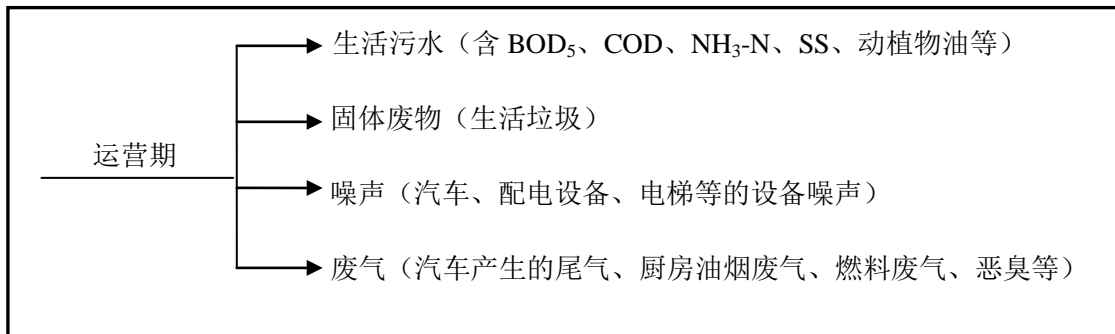 生活污水（含 BOD₅、COD、NH₃-N、SS、动植物油等）
固体废物（生活垃圾）
运营期
噪声（汽车、配电设备、电梯等的设备噪声）
废气（汽车产生的尾气、厨房油烟废气、燃料废气、恶臭等）